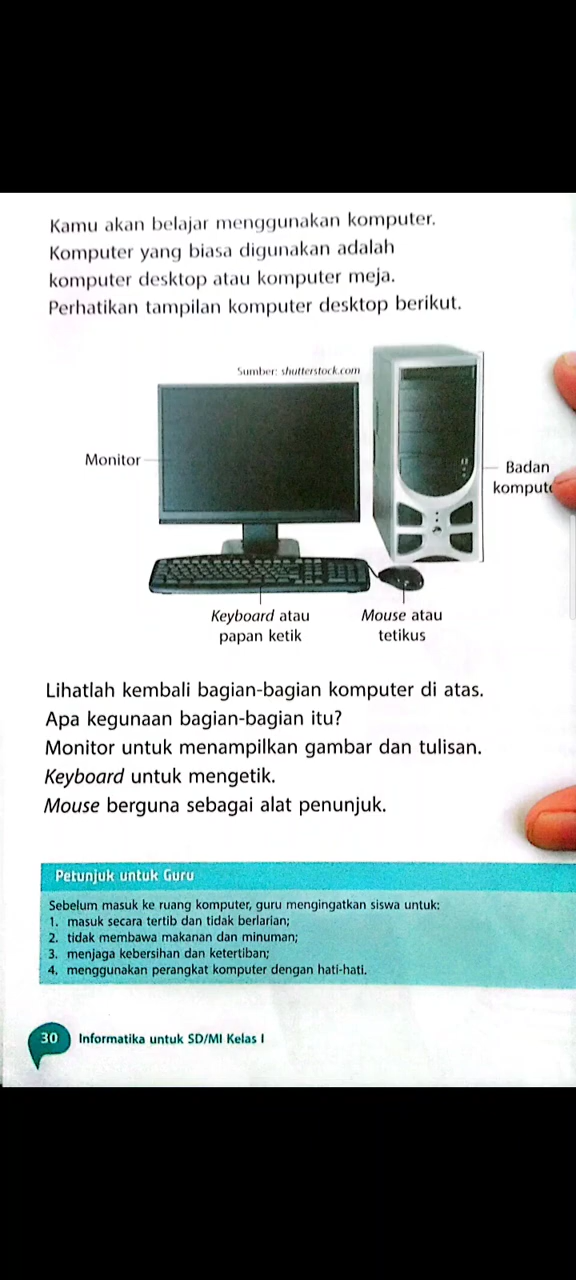 Kamu akan belajar menggunakan komputer.
Komputer yang biasa digunakan adalah
komputer desktop atau komputer meja.
Perhatikan tampilan komputer desktop berikut.
Sumber: shutterstock.com
Monitor
Badan
Keyboard atau
papan ketik
Mouse atau
tetikus
Lihatlah kembali bagian-bagian komputer di atas.
Apa kegunaan bagian-bagian itu?
Monitor untuk menampilkan gambar dan tulisan.
Keyboard untuk mengetik.
Mouse berguna sebagai alat penunjuk.
Petunjuk untuk Guru
Sebelum masuk ke ruang komputer, guru mengingatkan siswa untuk:
1. masuk secara tertib dan tidak berlarian;
2. tidak membawa makanan dan minuman;
3. menjaga kebersihan dan ketertiban;
4. menggunakan perangkat komputer dengan hati-hati.
30 Informatika untuk SD/MI Kelas I